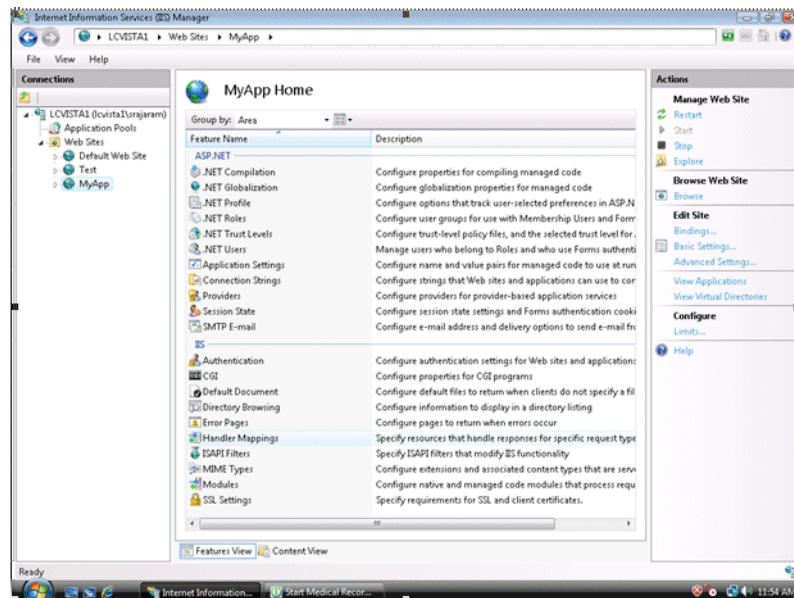 Internet Information Services (IIS) Manager
LCVISTA1 Web Sites MyApp
File View Help
Connections
LCVISTA1 (lcvista1\srajaram)
Application Pools
Web Sites
Default Web Site
Test
MyApp
MyApp Home
Group by: Area
Feature Name Description
ASP.NET
.NET Compilation Configure properties for compiling managed code
.NET Globalization Configure globalization properties for managed code
.NET Profile Configure options that track user-selected preferences in ASP.N
.NET Roles Configure user groups for use with Membership Users and Form
.NET Trust Levels Configure trust-level policy files, and the selected trust level for
.NET Users Manage users who belong to Roles and who use Forms authenti
Application Settings Configure name and value pairs for managed code to use at run
Connection Strings Configure strings that Web sites and applications can use to cor
Providers Configure providers for provider-based application services
Session State Configure session state settings and Forms authentication cooki
SMTP E-mail Configure e-mail address and delivery options to send e-mail fr
IIS
Authentication Configure authentication settings for Web sites and applications
CGI Configure properties for CGI programs
Default Document Configure default files to return when clients do not specify a fil
Directory Browsing Configure information to display in a directory listing
Error Pages Configure pages to return when errors occur
Handler Mappings Specify resources that handle responses for specific request type
ISAPI Filters Specify ISAPI filters that modify IIS functionality
MIME Types Configure extensions and associated content types that are serv
Modules Configure native and managed code modules that process requ
SSL Settings Specify requirements for SSL and client certificates.
Features View Content View
Actions
Manage Web Site
Restart
Start
Stop
Explore
Browse Web Site
Browse
Edit Site
Bindings...
Basic Settings...
Advanced Settings...
View Applications
View Virtual Directories
Configure
Limits...
Help
Ready
Internet Information... Start Medical Recor... 11:54 AM